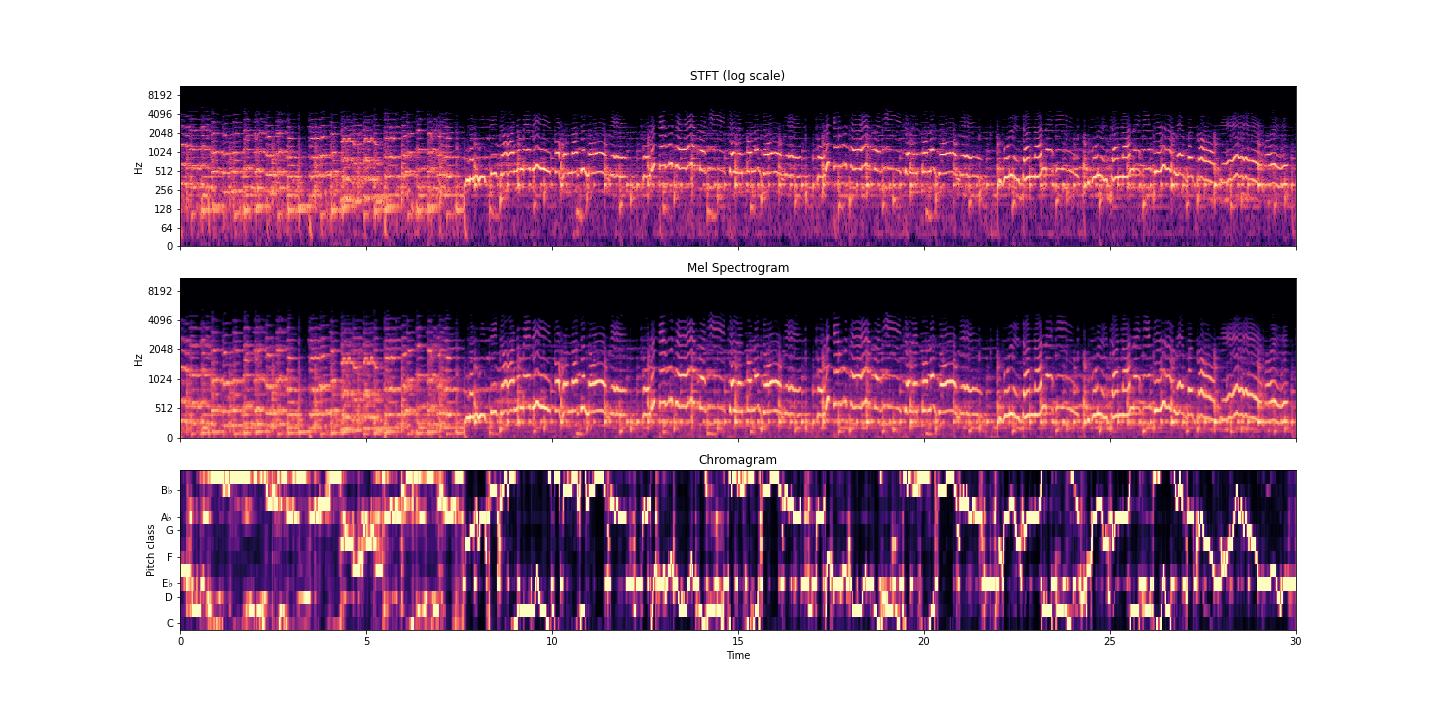 STFT (log scale)
8192
4096
2048
1024
512
256
128
64
0
Hz
Mel Spectrogram
8192
4096
2048
1024
512
0
Hz
Chromagram
B♭
A♭
G
F
E♭
D
C
Pitch class
0 5 10 15 20 25 30
Time